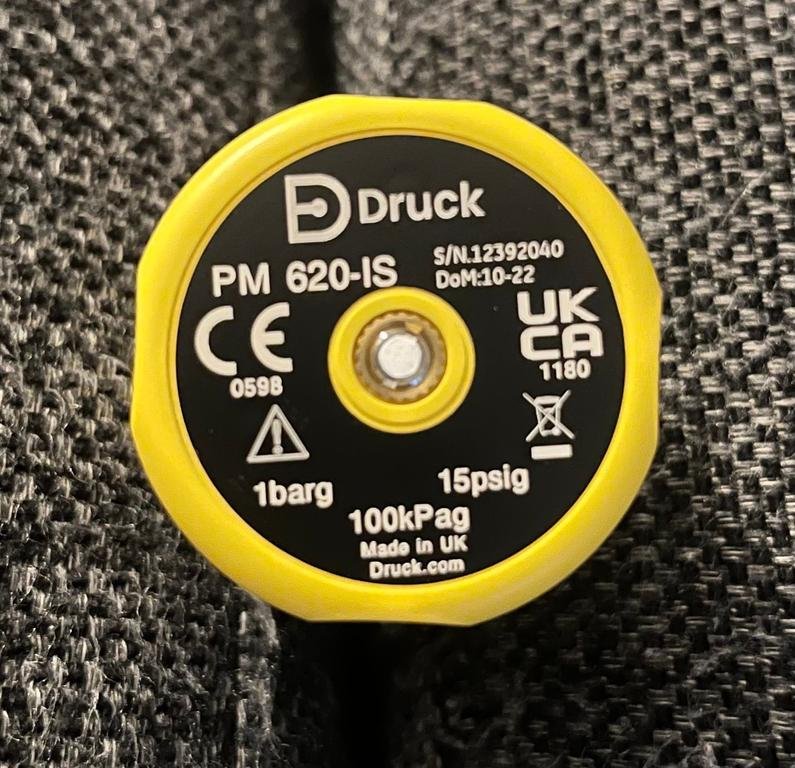 Druck
PM 620-IS
S/N.12392040
DoM:10-22
CE
0598
UK
CA
1180
1barg
15psig
100kPag
Made in UK
Druck.com